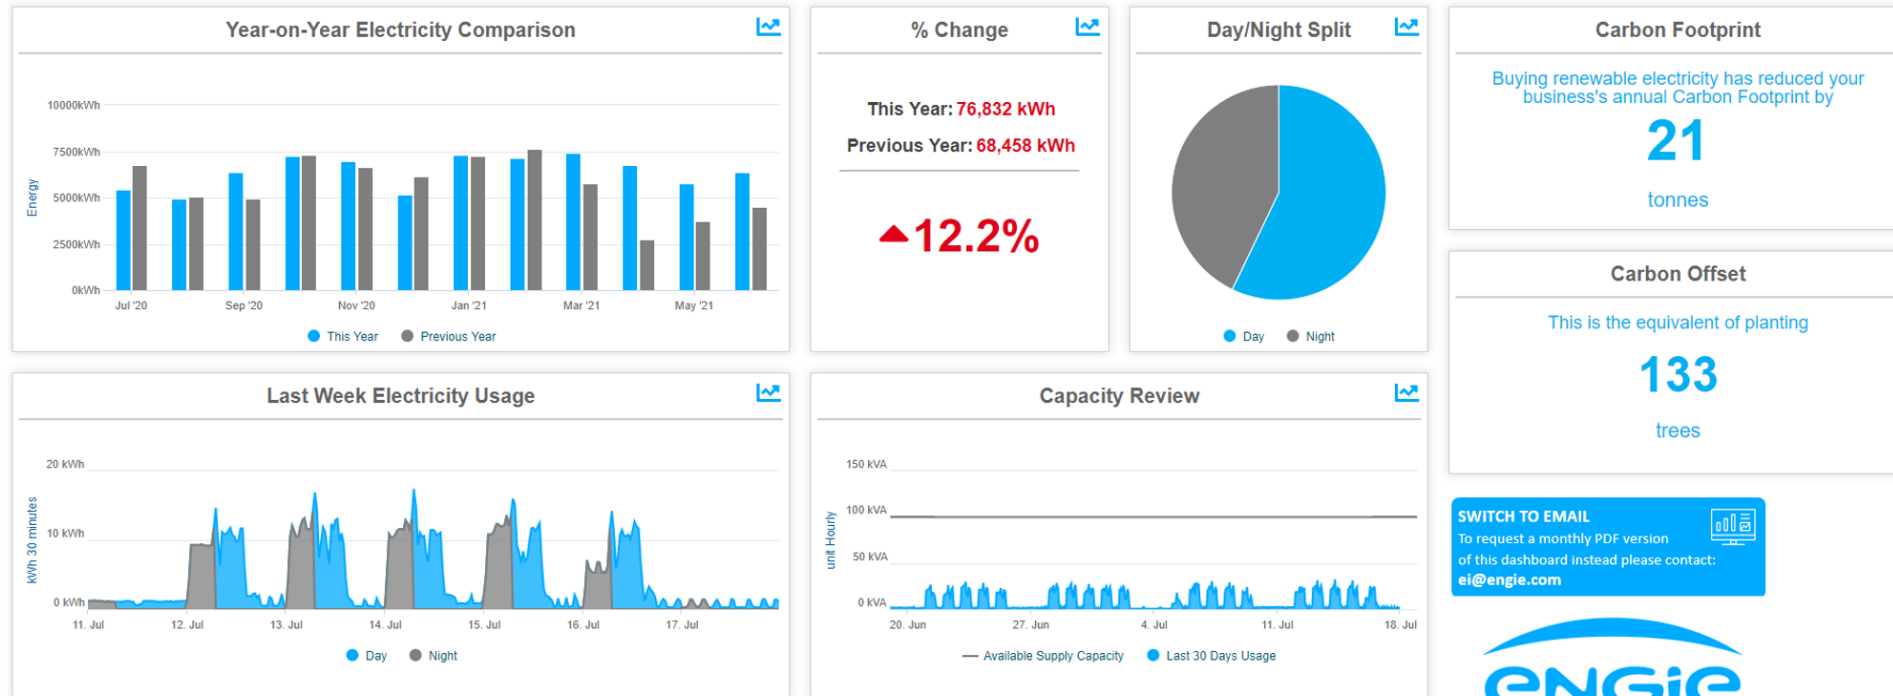 Year-on-Year Electricity Comparison
10000kWh
7500kWh
5000kWh
2500kWh
0kWh
Energy
Jul '20
Sep '20
Nov '20
Jan '21
Mar '21
May '21
This Year
Previous Year
% Change
This Year: 76,832 kWh
Previous Year: 68,458 kWh
12.2%
Day/Night Split
Day
Night
Carbon Footprint
Buying renewable electricity has reduced your
business's annual Carbon Footprint by
21
tonnes
Carbon Offset
This is the equivalent of planting
133
trees
Last Week Electricity Usage
20 kWh
10 kWh
0 kWh
kWh 30 minutes
11. Jul
12. Jul
13. Jul
14. Jul
15. Jul
16. Jul
17. Jul
Day
Night
Capacity Review
150 kVA
100 kVA
50 kVA
0 kVA
unit Hourly
20. Jun
27. Jun
4. Jul
11. Jul
18. Jul
Available Supply Capacity
Last 30 Days Usage
SWITCH TO EMAIL
To request a monthly PDF version
of this dashboard instead please contact:
ei@engie.com
engie